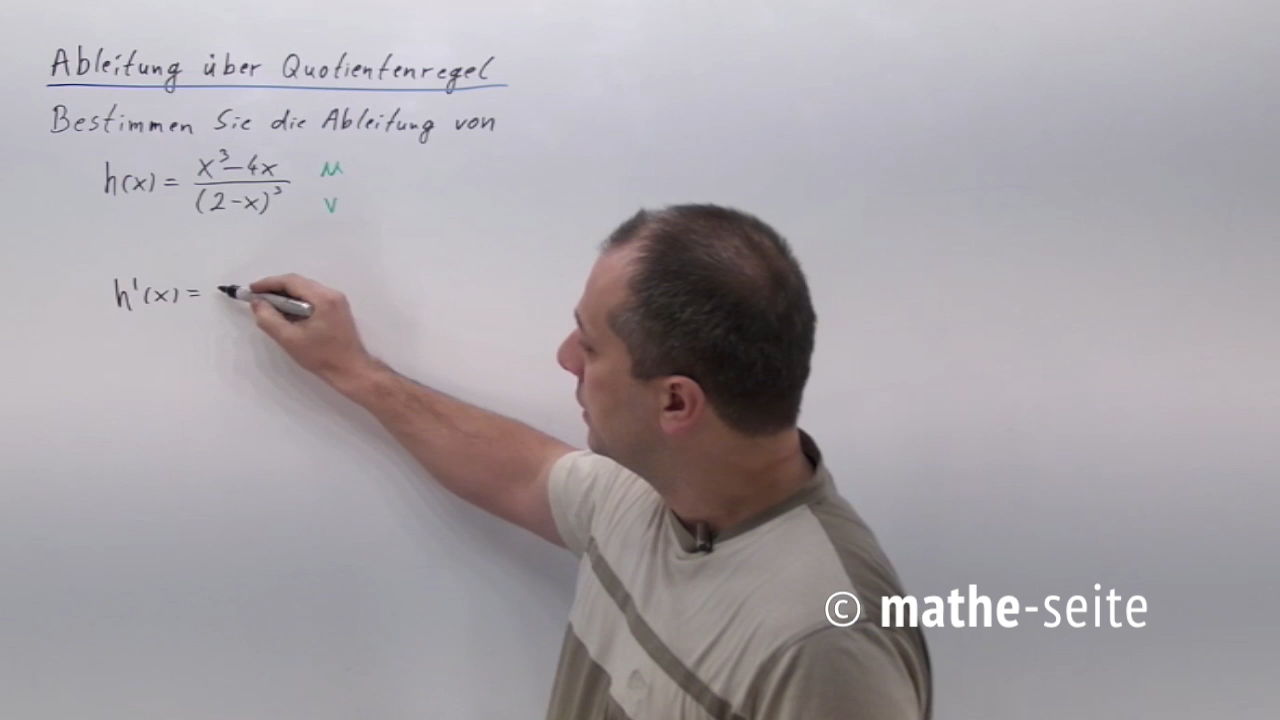 Ableitung über Quotientenregel
Bestimmen Sie die Ableitung von
h(x) = (x³-4x)/(2-x)³ u v
h'(x) =
© mathe-seite